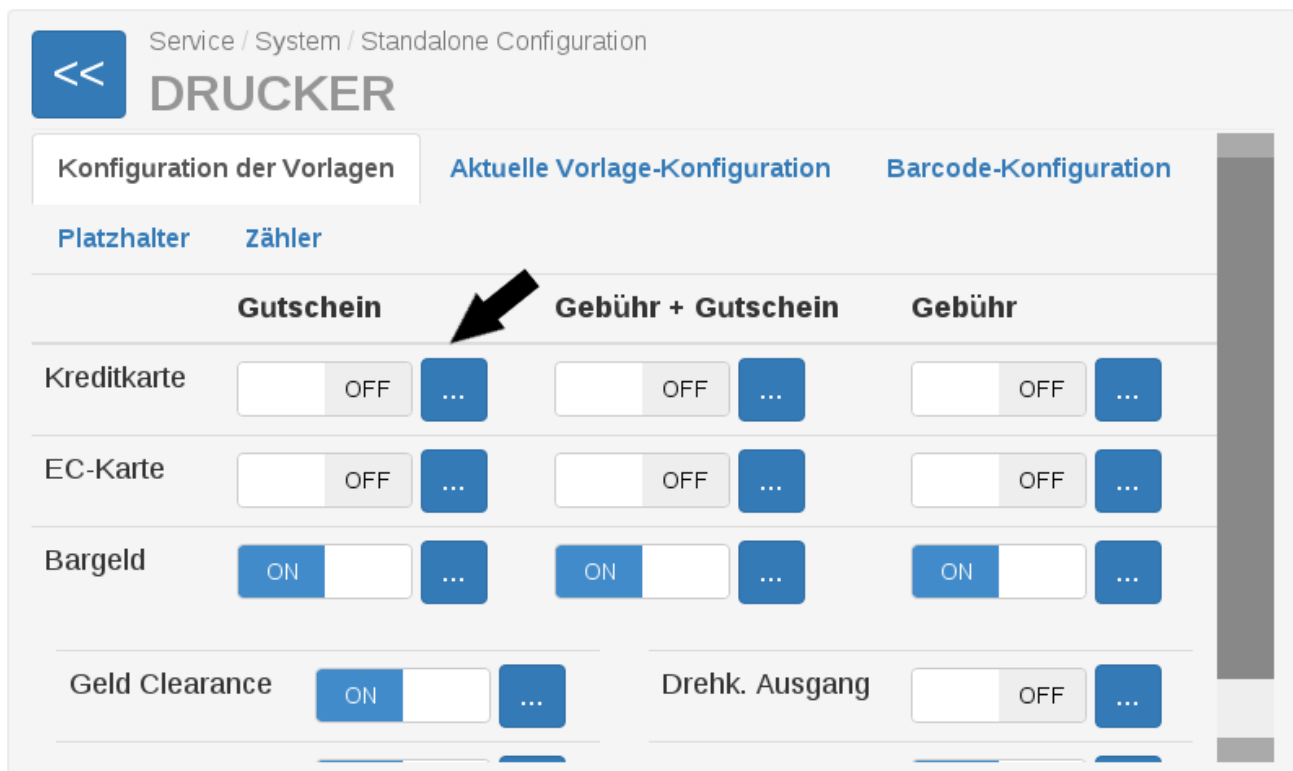 << Service / System / Standalone Configuration
DRUCKER
Konfiguration der Vorlagen Aktuelle Vorlage-Konfiguration Barcode-Konfiguration
Platzhalter Zähler
Gutschein Gebühr + Gutschein Gebühr
Kreditkarte OFF ... OFF ... OFF ...
EC-Karte OFF ... OFF ... OFF ...
Bargeld ON ... ON ... ON ...
Geld Clearance ON ... Drehk. Ausgang OFF ...